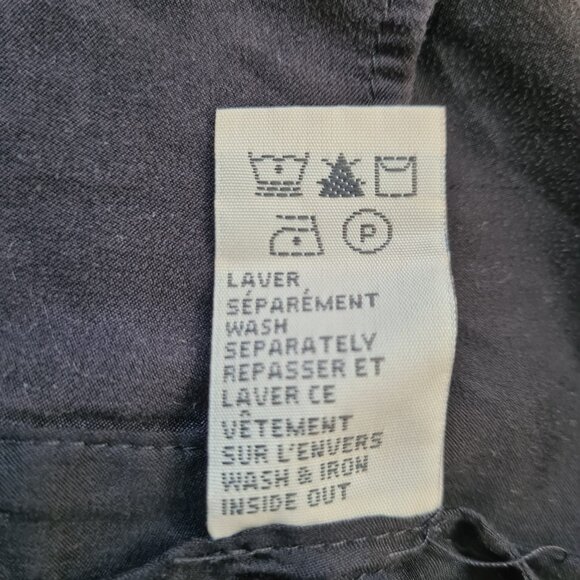 P
LAVER,
SÉPARÉMENT
WASH
SEPARATELY
REPASSER ET
LAVER CE
VÊTEMENT
SUR L'ENVERS
WASH & IRON
INSIDE OUT